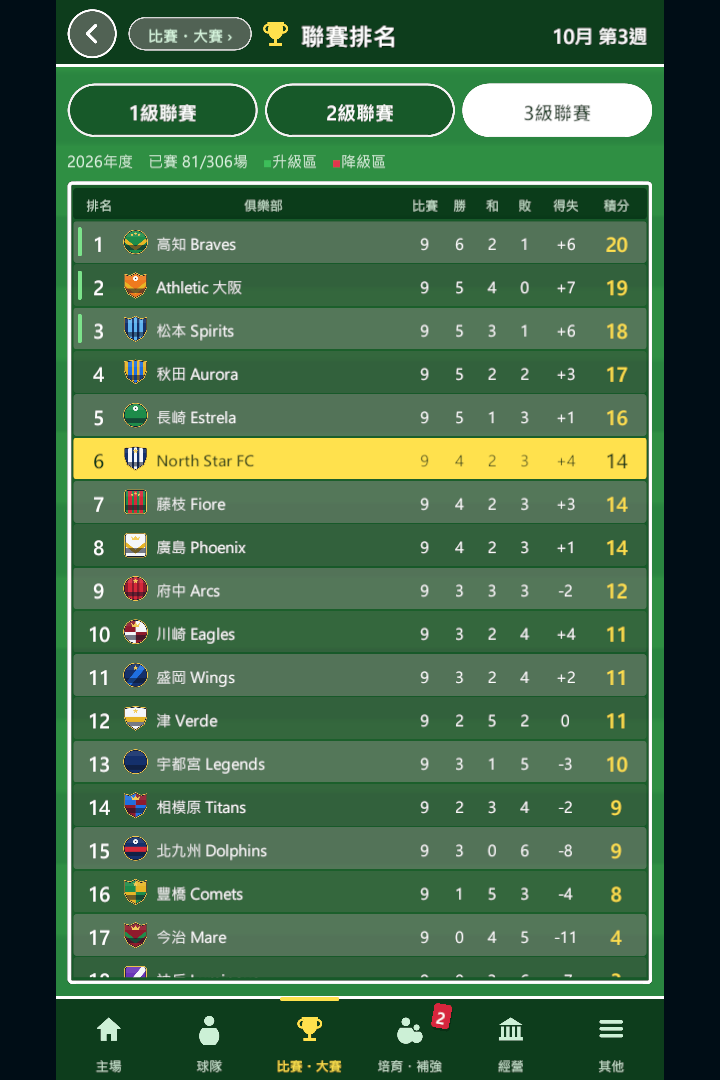 比賽・大賽 › 聯賽排名 10月 第3週
1級聯賽 2級聯賽 3級聯賽
2026年度 已賽 81/306場 升級區 降級區
排名 俱樂部 比賽 勝 和 敗 得失 積分
1 高知 Braves 9 6 2 1 +6 20
2 Athletic 大阪 9 5 4 0 +7 19
3 松本 Spirits 9 5 3 1 +6 18
4 秋田 Aurora 9 5 2 2 +3 17
5 長崎 Estrela 9 5 1 3 +1 16
6 North Star FC 9 4 2 3 +4 14
7 藤枝 Fiore 9 4 2 3 +3 14
8 廣島 Phoenix 9 4 2 3 +1 14
9 府中 Arcs 9 3 3 3 -2 12
10 川崎 Eagles 9 3 2 4 +4 11
11 盛岡 Wings 9 3 2 4 +2 11
12 津 Verde 9 2 5 2 0 11
13 宇都宮 Legends 9 3 1 5 -3 10
14 相模原 Titans 9 2 3 4 -2 9
15 北九州 Dolphins 9 3 0 6 -8 9
16 豐橋 Comets 9 1 5 3 -4 8
17 今治 Mare 9 0 4 5 -11 4
2
主場 球隊 比賽・大賽 培育・補強 經營 其他